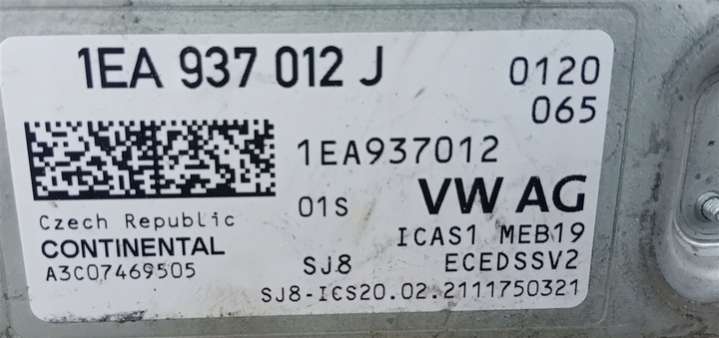 1EA 937 012 J 0120
065
1EA937012
01S VW AG
Czech Republic
CONTINENTAL ICAS1 MEB19
A3C07469505 SJ8 ECEDSSV2
SJ8-ICS20.02.2111750321